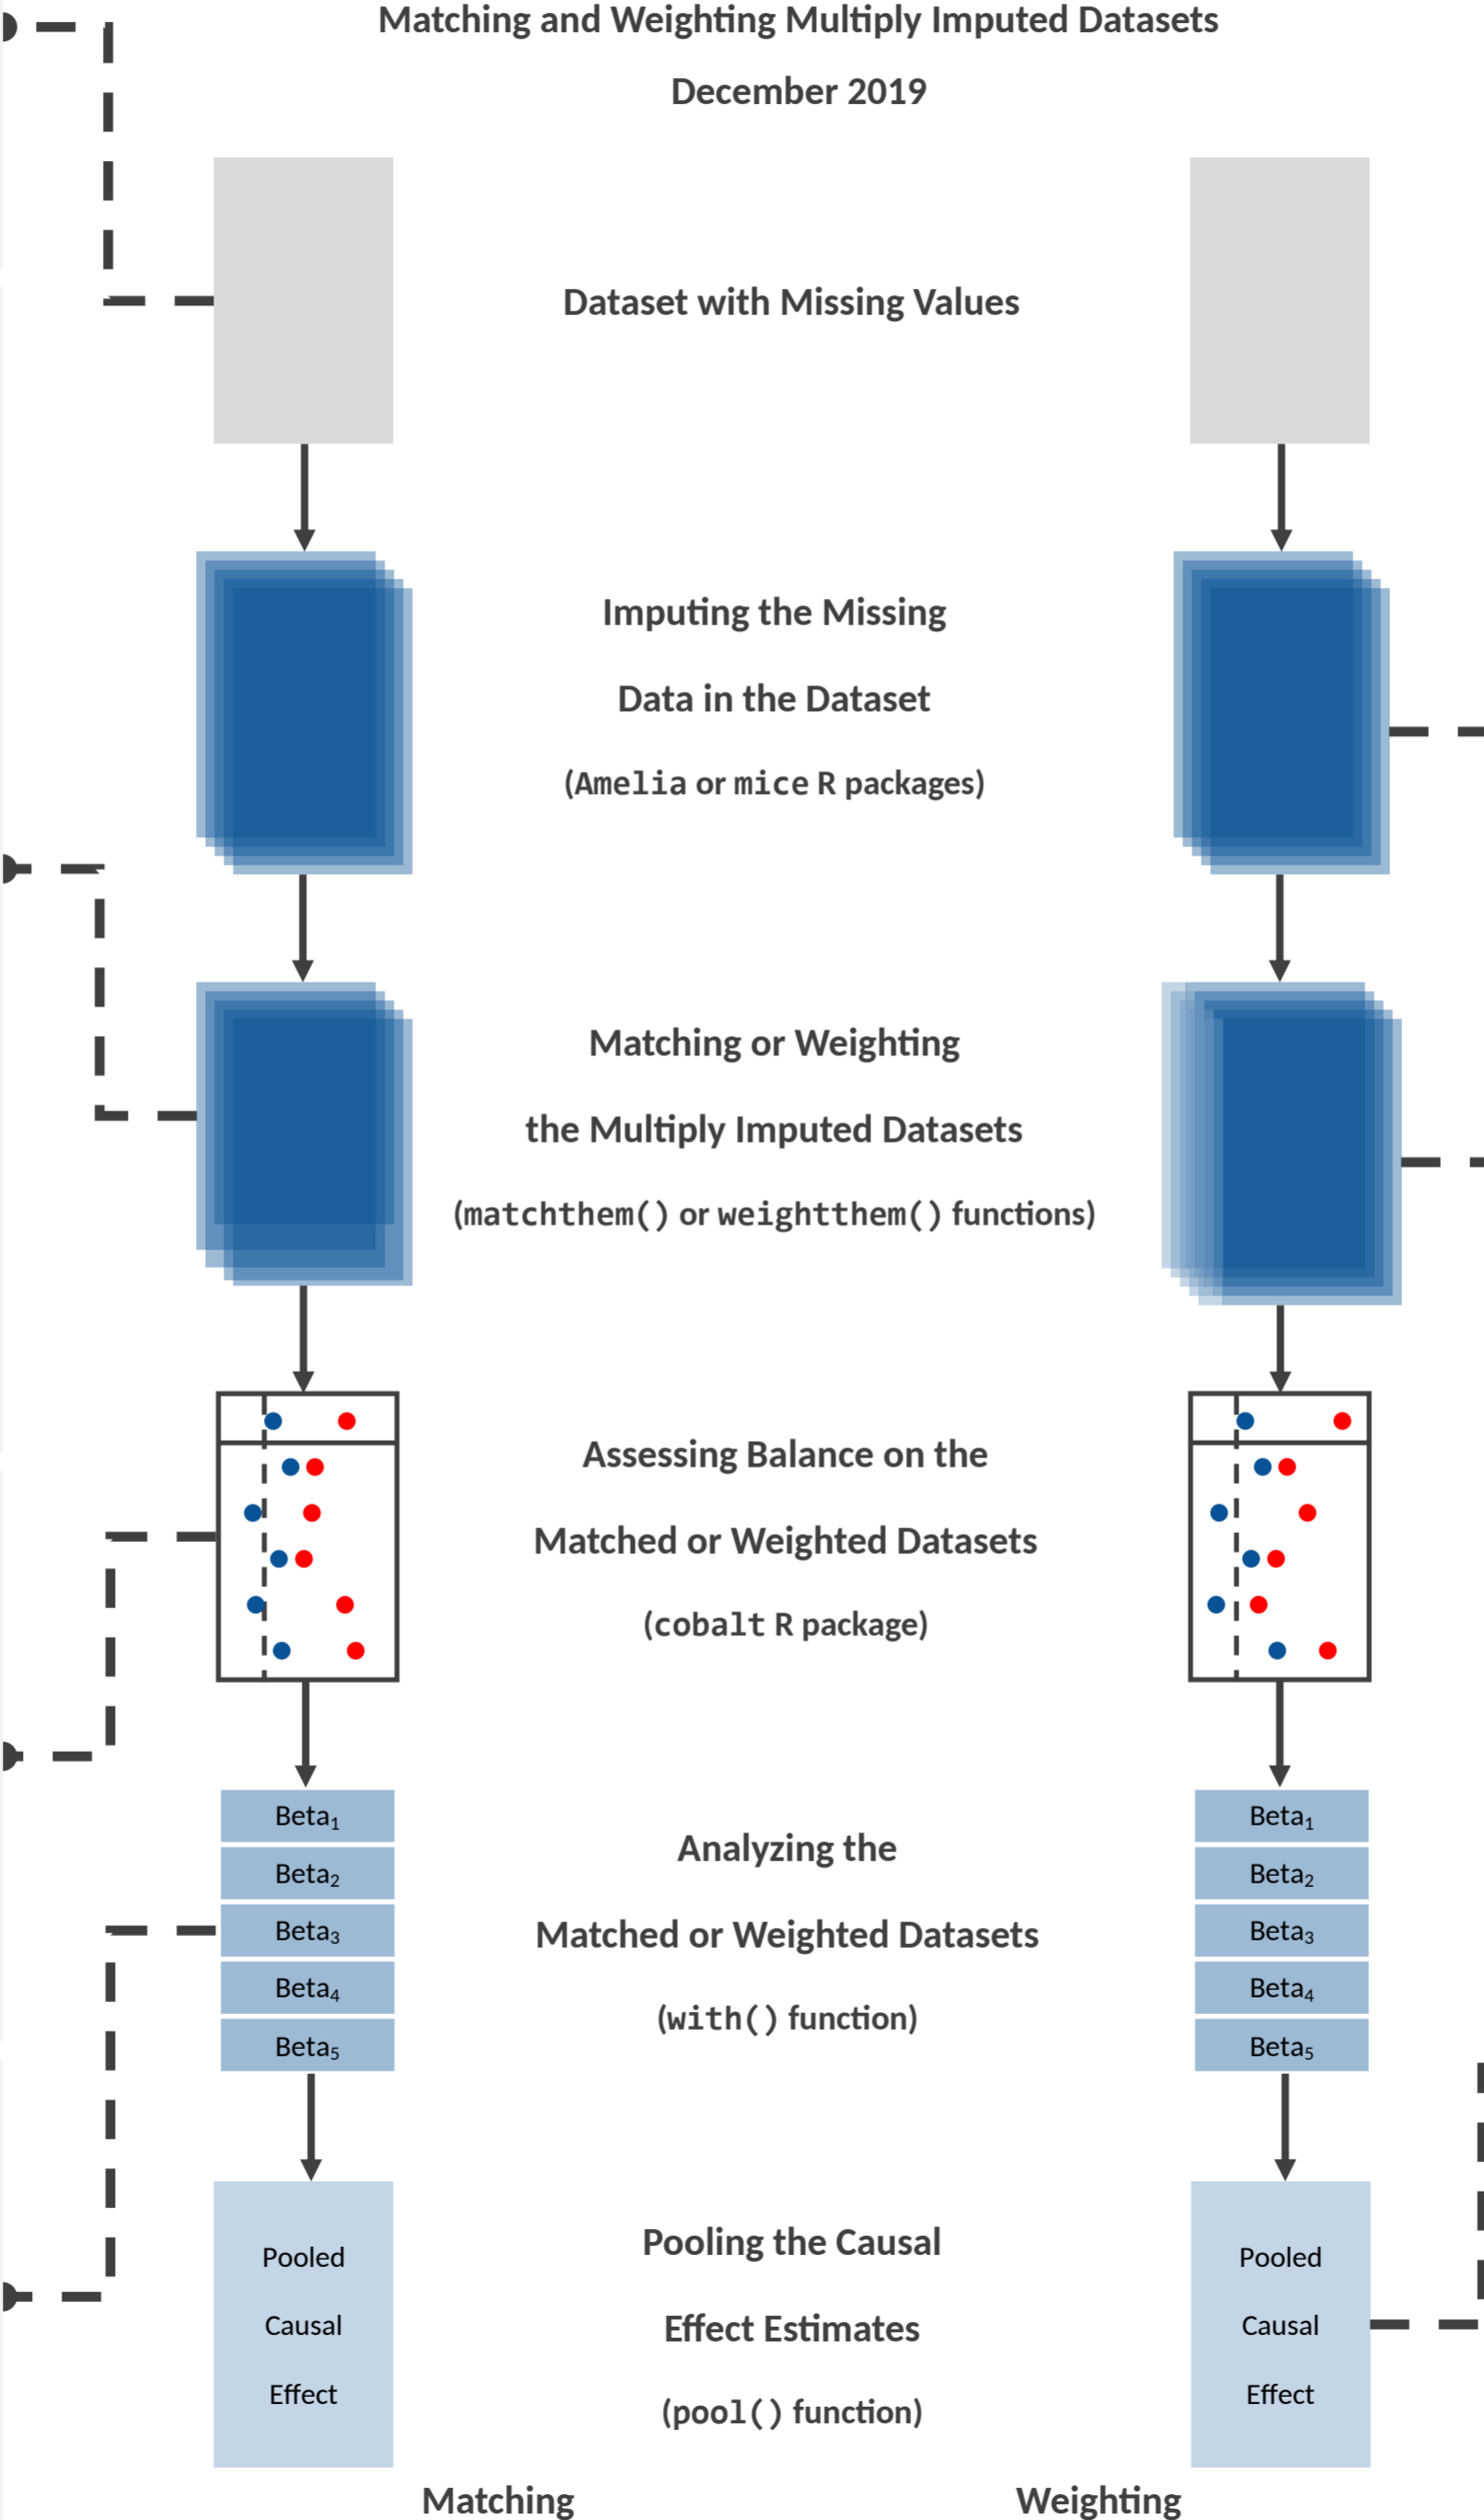 Matching and Weighting Multiply Imputed Datasets
December 2019
Dataset with Missing Values
Imputing the Missing
Data in the Dataset
(Amelia or mice R packages)
Matching or Weighting
the Multiply Imputed Datasets
(matchthem() or weightthem() functions)
Assessing Balance on the
Matched or Weighted Datasets
(cobalt R package)
Beta₁
Beta₂
Beta₃
Beta₄
Beta₅
Analyzing the
Matched or Weighted Datasets
(with() function)
Beta₁
Beta₂
Beta₃
Beta₄
Beta₅
Pooled
Causal
Effect
Pooling the Causal
Effect Estimates
(pool() function)
Pooled
Causal
Effect
Matching
Weighting